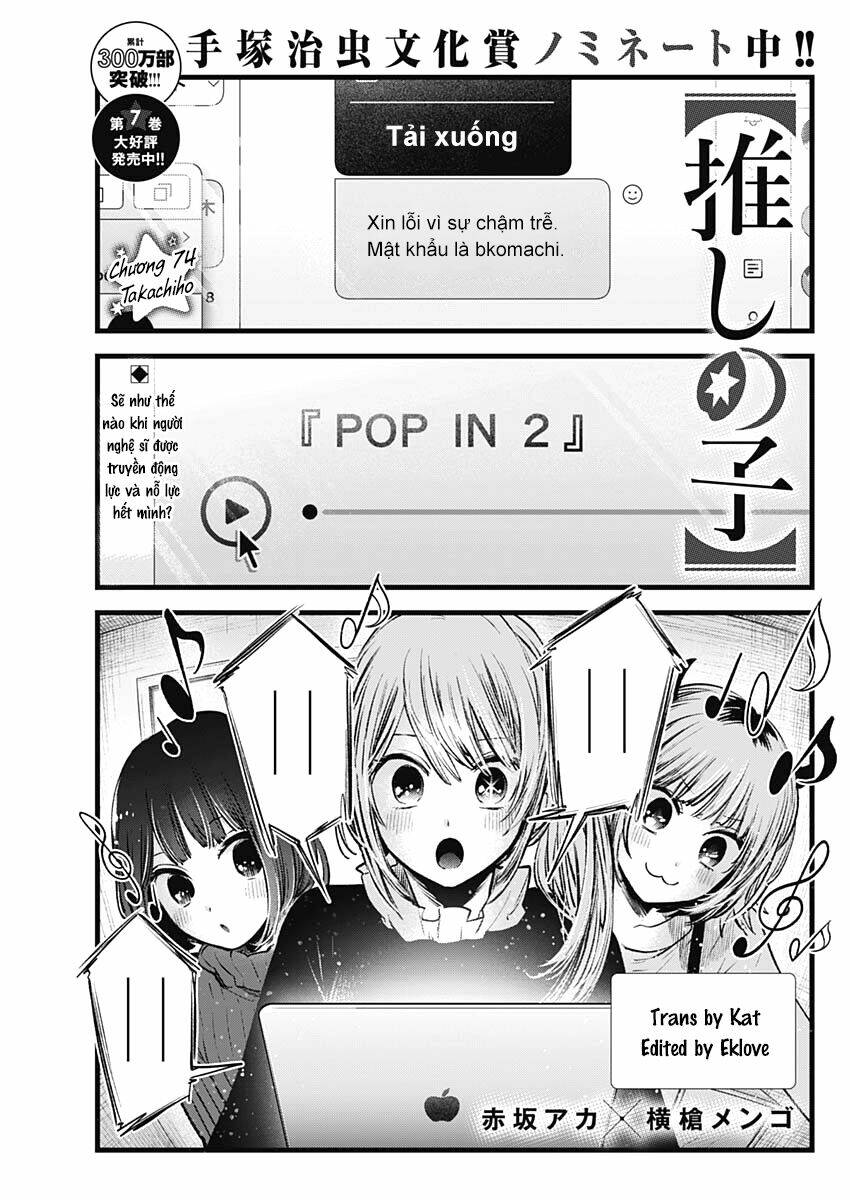 手塚治虫文化賞ノミネート中!!
累計
300万部
突破!!!
第7巻
大好評
発売中!!
【推しの子】
Tải xuống
Xin lỗi vì sự chậm trễ.
Mật khẩu là bkomachi.
木
Chương 74
Takachiho
8
Sẽ như thế
nào khi người
nghệ sĩ được
truyền động
lực và nỗ lực
hết mình?
『POP IN 2』
Trans by Kat
Edited by Eklove
赤坂アカ×横槍メンゴ